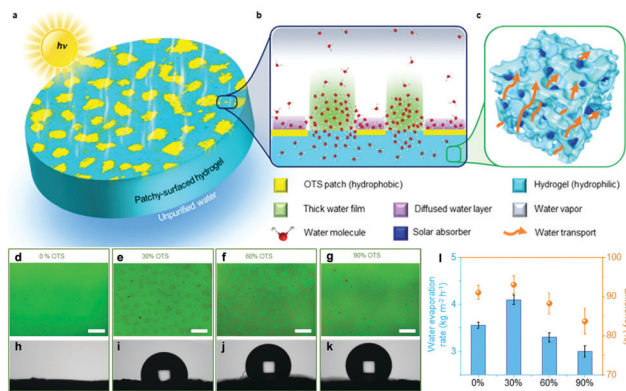 a
b
c
hν
Patchy-surfaced hydrogel
Unpurified water
OTS patch (hydrophobic)
Hydrogel (hydrophilic)
Thick water film
Diffused water layer
Water vapor
Water molecule
Solar absorber
Water transport
d 0 % OTS
e 30% OTS
f 60% OTS
g 90% OTS
h
i
j
k
l
Water evaporation
rate (kg m⁻² h⁻¹)
4
3
100
90
80
70
0% 30% 60% 90%